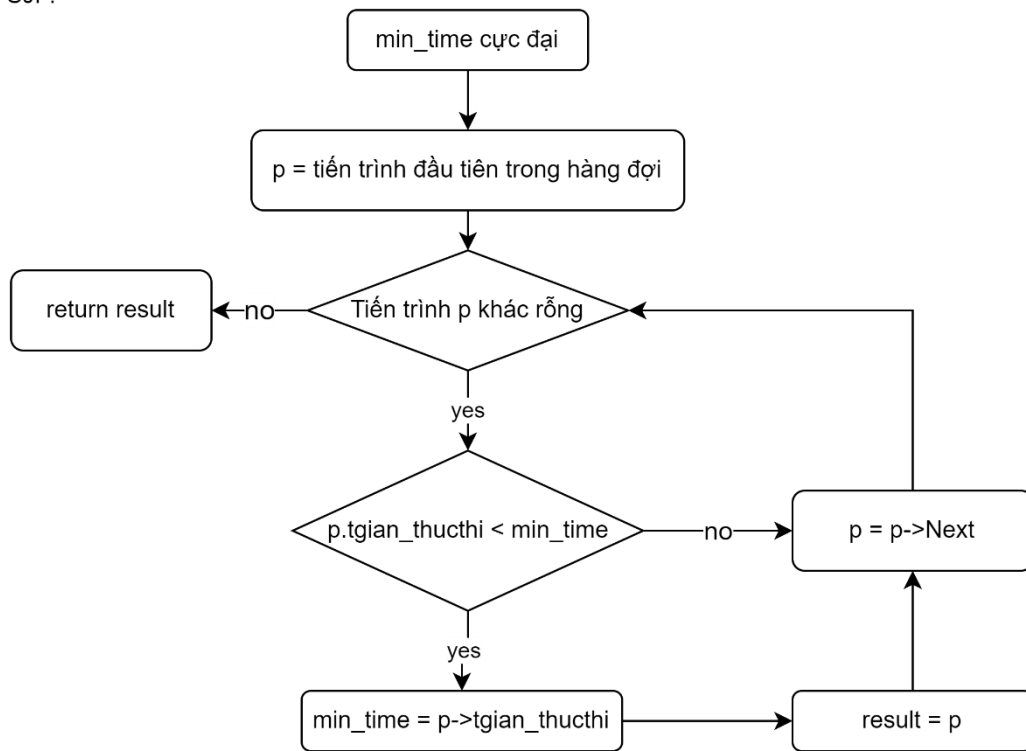 min_time cực đại
p = tiến trình đầu tiên trong hàng đợi
Tiến trình p khác rỗng
no
return result
yes
p.tgian_thucthi < min_time
no
p = p->Next
yes
min_time = p->tgian_thucthi
result = p